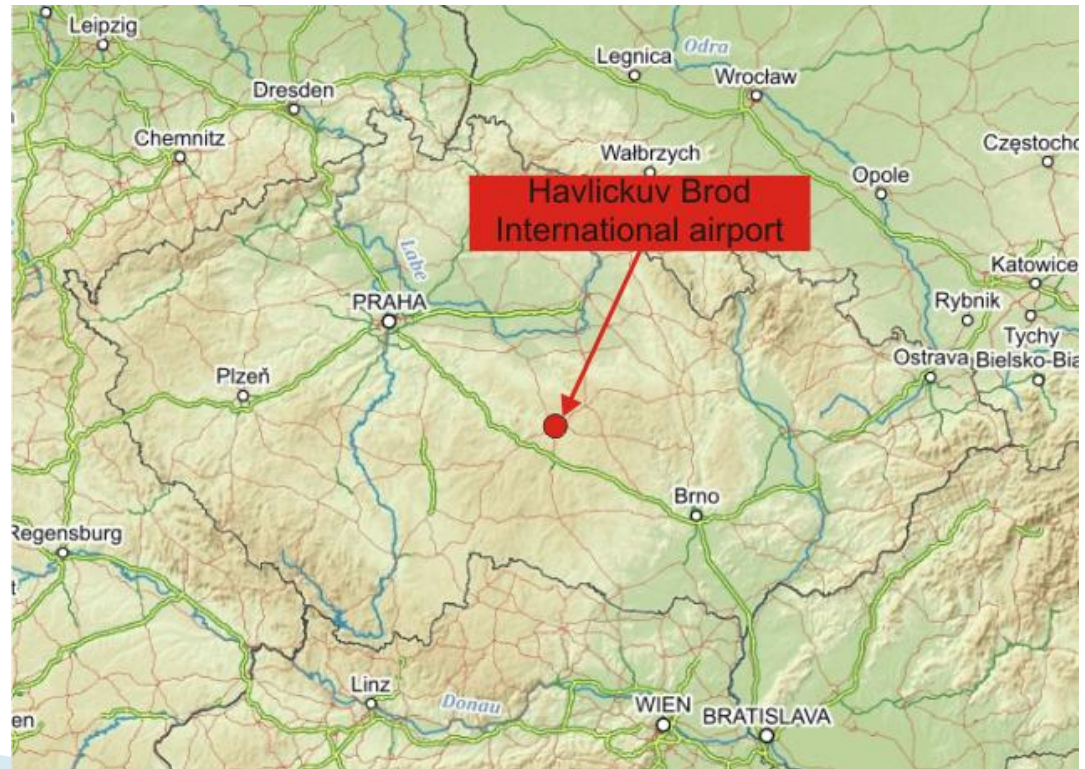 Leipzig
Legnica
Odra
Wrocław
Dresden
Chemnitz
Wałbrzych
Opole
Częstocho
Havlickuv Brod
International airport
Labe
Katowice
PRAHA
Rybnik
Tychy
Plzeň
Ostrava
Bielsko-Bia
Brno
Regensburg
Linz
Donau
WIEN
BRATISLAVA
en